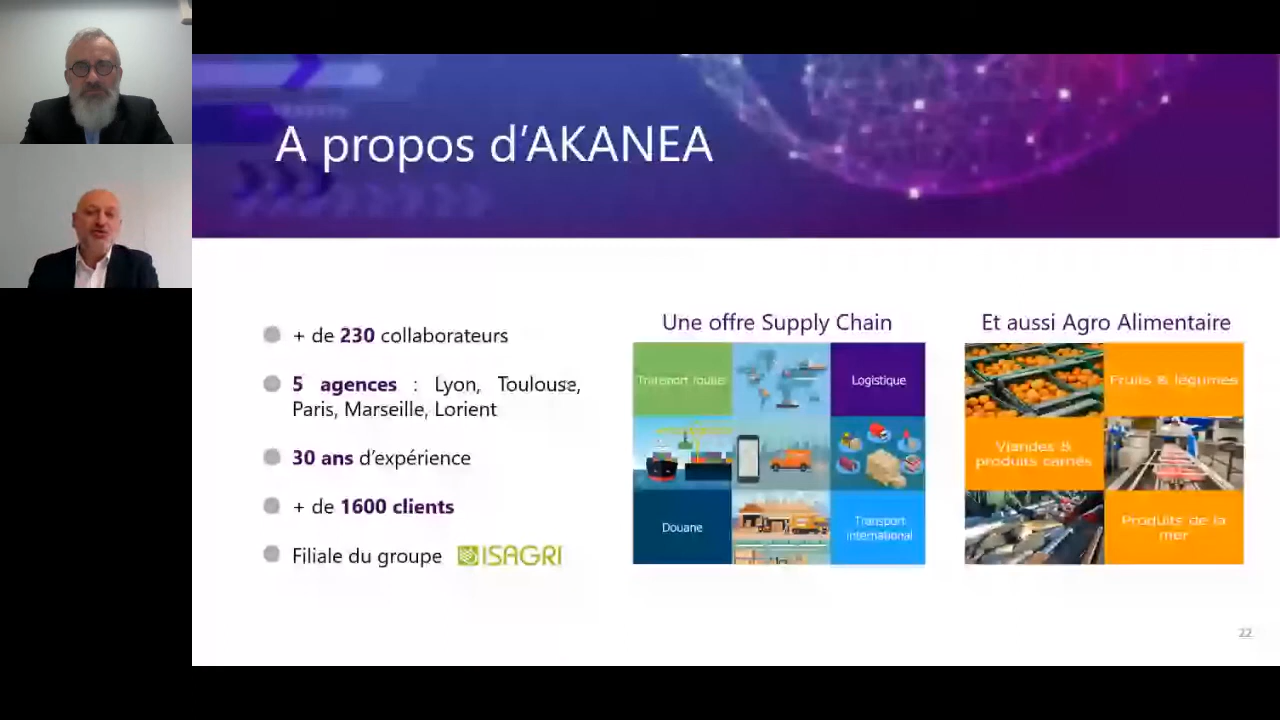 A propos d'AKANEA
+ de 230 collaborateurs
5 agences : Lyon, Toulouse,
Paris, Marseille, Lorient
30 ans d'expérience
+ de 1600 clients
Filiale du groupe ISAGRI
Une offre Supply Chain
Transport routier
Logistique
Douane
Transport
international
Et aussi Agro Alimentaire
Fruits & légumes
Viandes &
produits carnés
Produits de la
mer
22